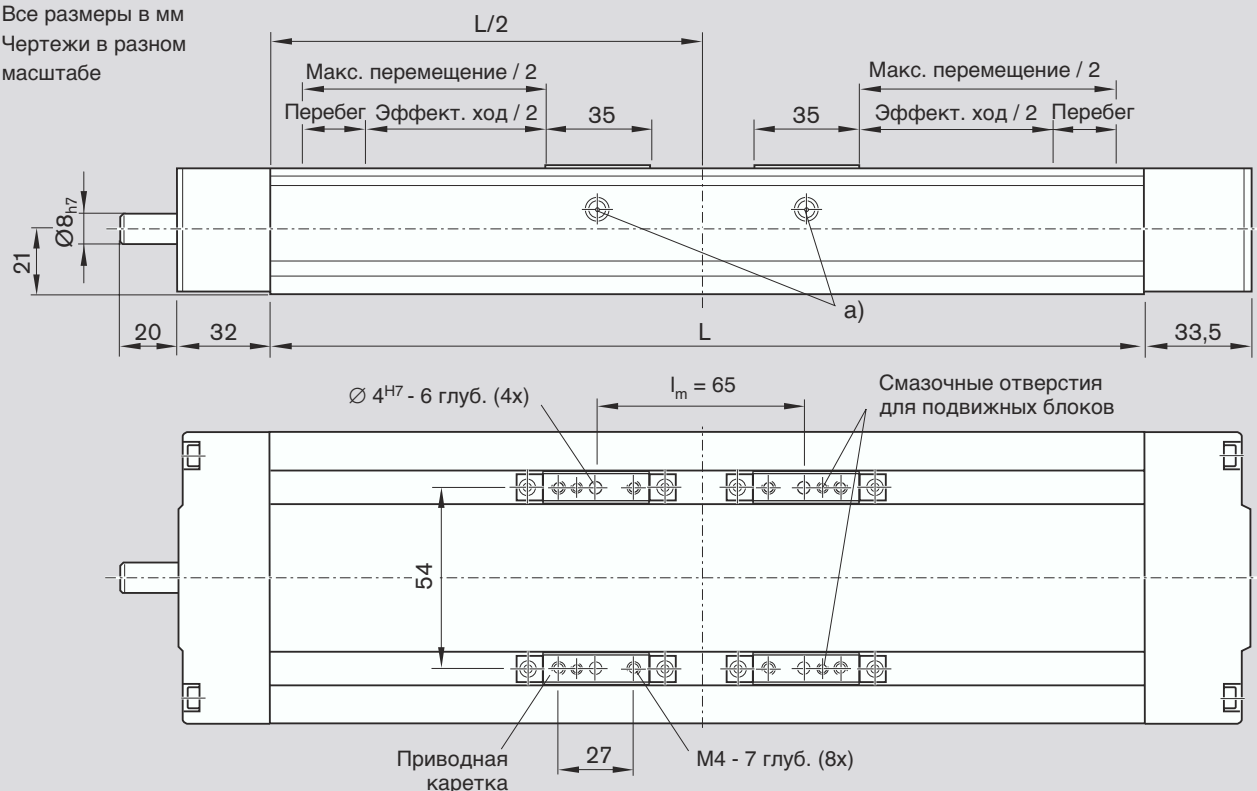 Все размеры в мм
Чертежи в разном
масштабе
L/2
Макс. перемещение / 2
Макс. перемещение / 2
Перебег
Эффект. ход / 2
35
35
Эффект. ход / 2
Перебег
Ø8h7
21
a)
20
32
L
33,5
Ø 4H7 - 6 глуб. (4x)
lm = 65
Смазочные отверстия
для подвижных блоков
54
Приводная
каретка
27
M4 - 7 глуб. (8x)